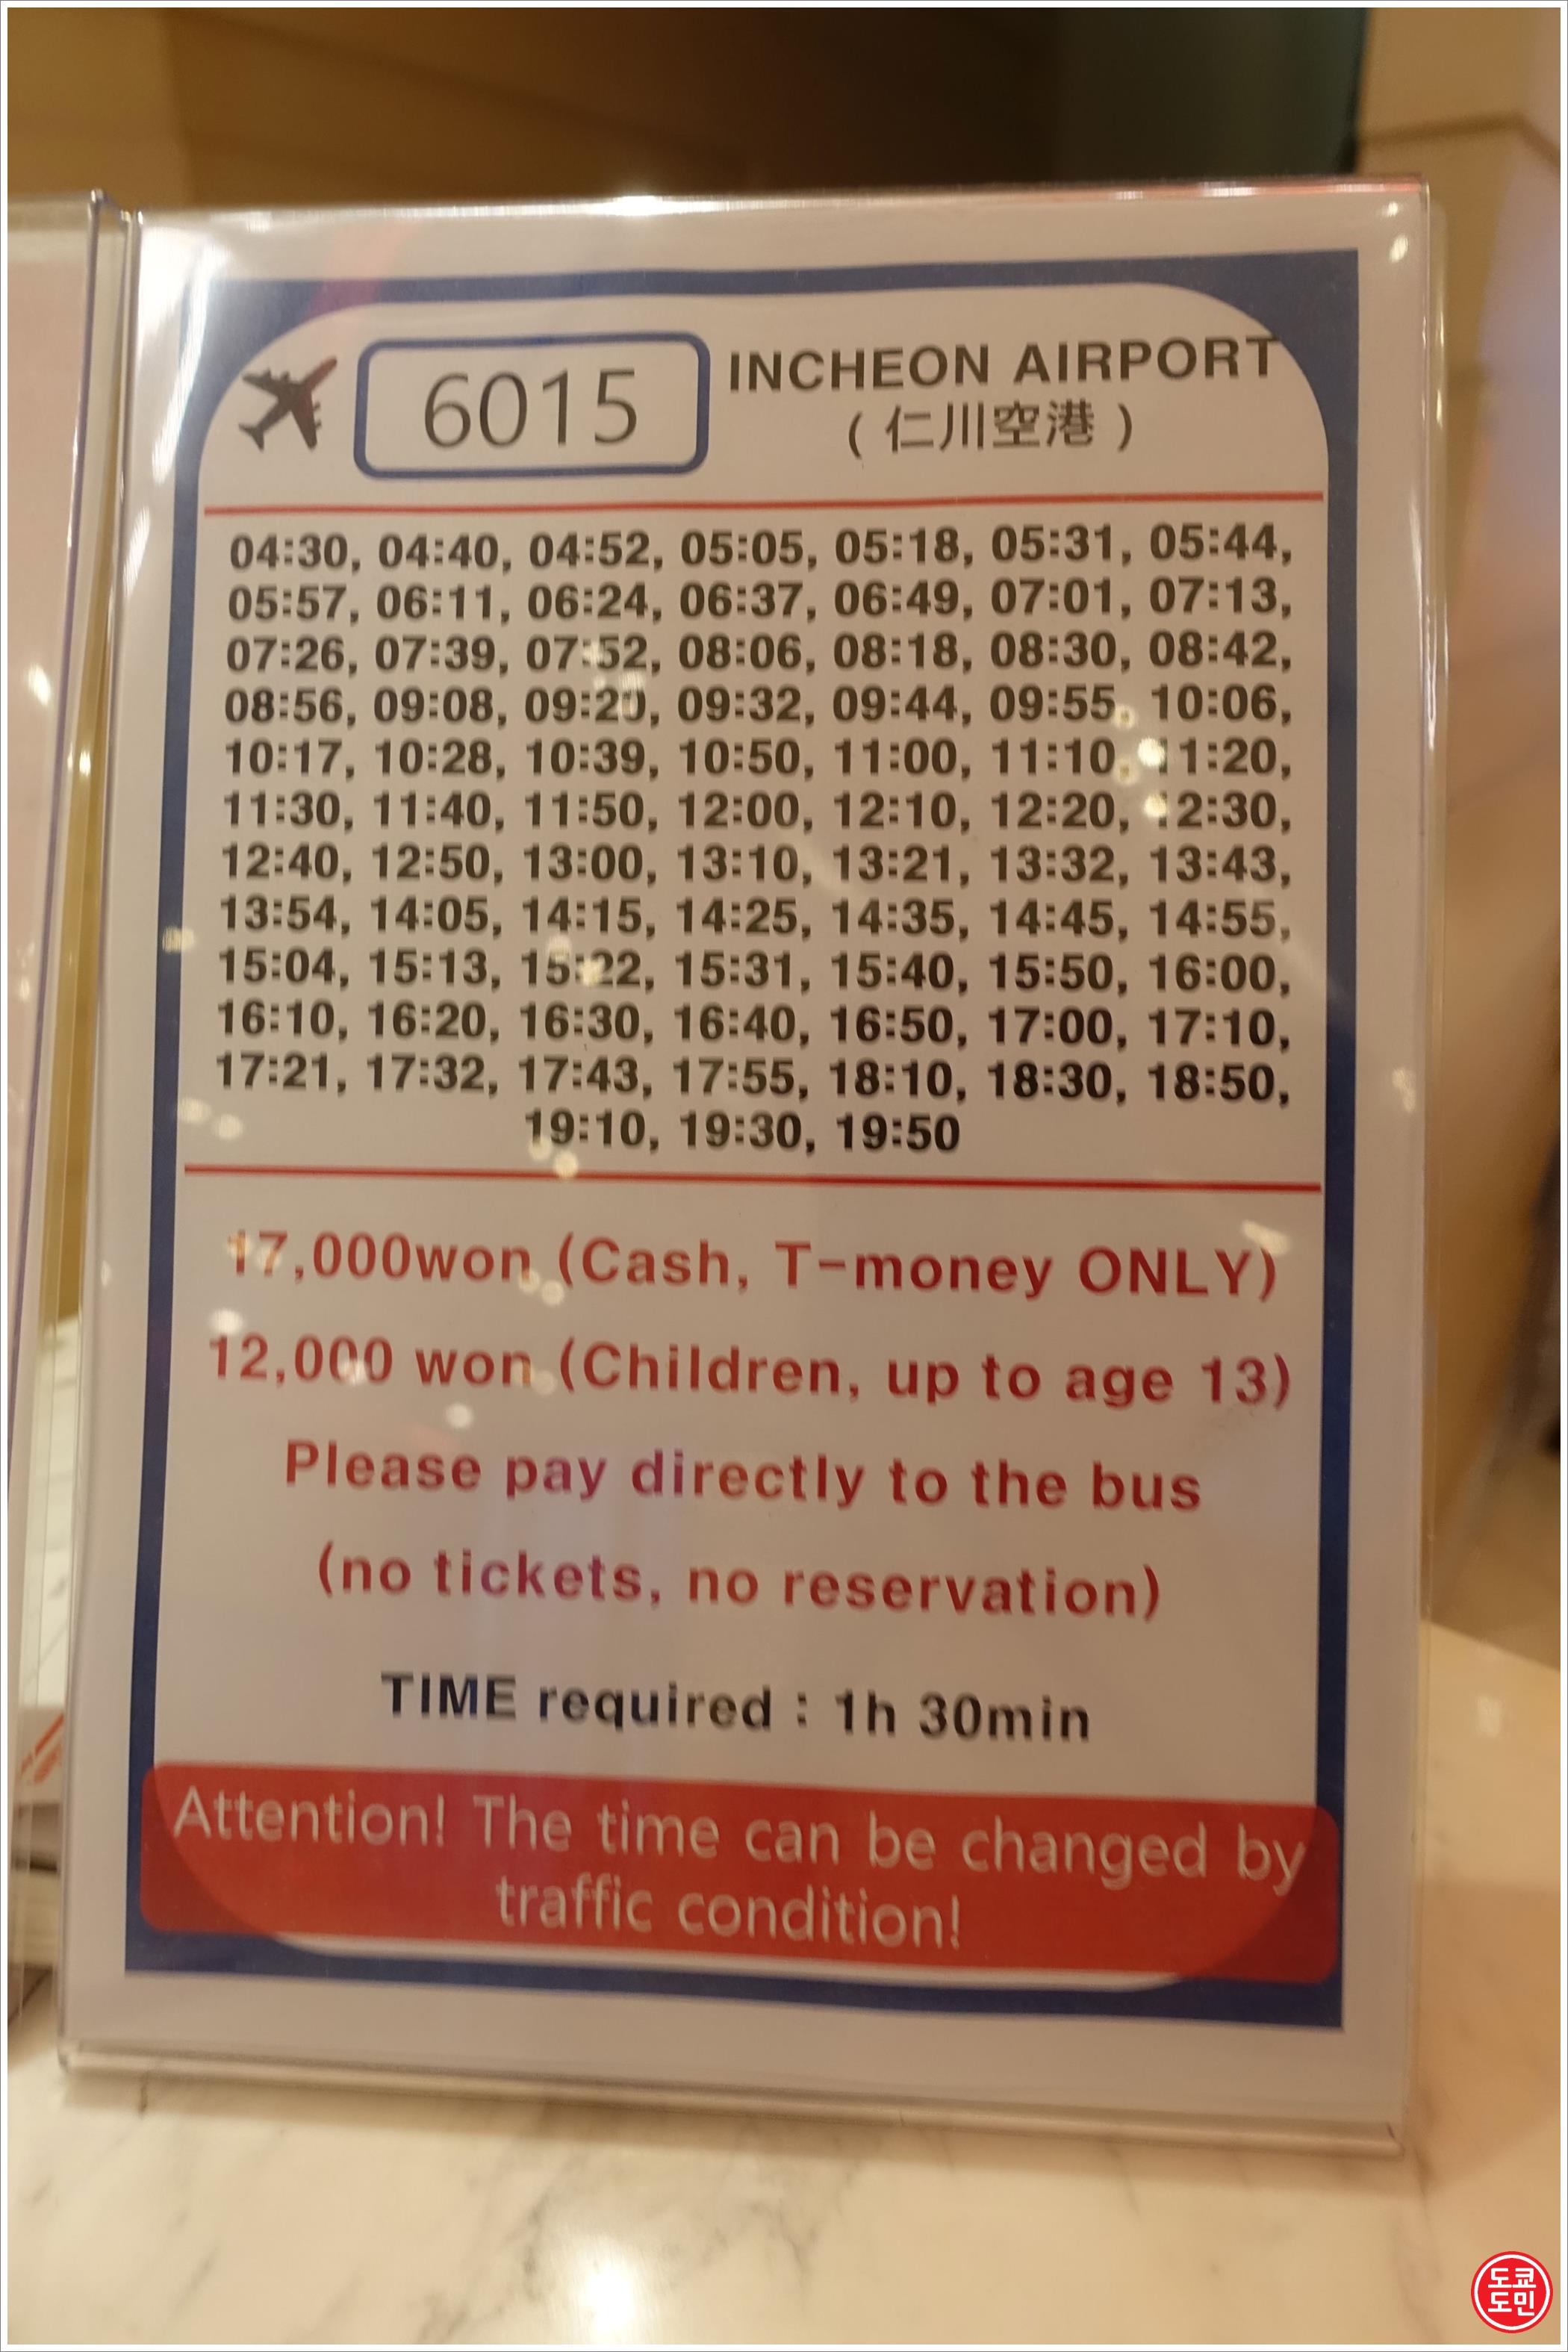 6015
INCHEON AIRPORT
(仁川空港)
04:30, 04:40, 04:52, 05:05, 05:18, 05:31, 05:44,
05:57, 06:11, 06:24, 06:37, 06:49, 07:01, 07:13,
07:26, 07:39, 07:52, 08:06, 08:18, 08:30, 08:42,
08:56, 09:08, 09:20, 09:32, 09:44, 09:55, 10:06,
10:17, 10:28, 10:39, 10:50, 11:00, 11:10, 11:20,
11:30, 11:40, 11:50, 12:00, 12:10, 12:20, 12:30,
12:40, 12:50, 13:00, 13:10, 13:21, 13:32, 13:43,
13:54, 14:05, 14:15, 14:25, 14:35, 14:45, 14:55,
15:04, 15:13, 15:22, 15:31, 15:40, 15:50, 16:00,
16:10, 16:20, 16:30, 16:40, 16:50, 17:00, 17:10,
17:21, 17:32, 17:43, 17:55, 18:10, 18:30, 18:50,
19:10, 19:30, 19:50
17,000won (Cash, T-money ONLY)
12,000 won (Children, up to age 13)
Please pay directly to the bus
(no tickets, no reservation)
TIME required : 1h 30min
Attention! The time can be changed by
traffic condition!
도쿄
도민